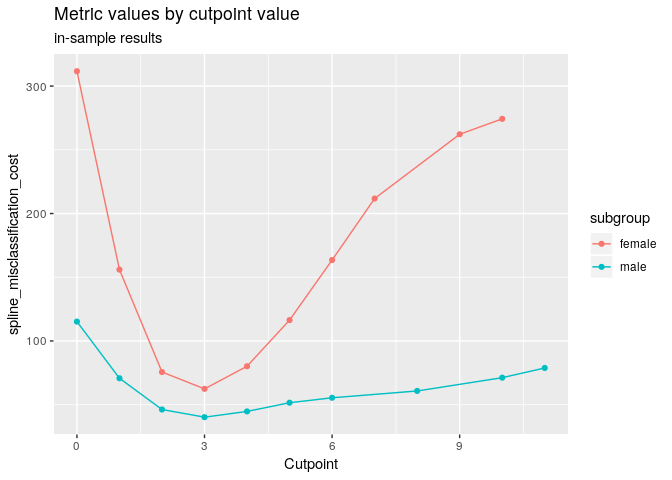 Metric values by cutpoint value
in-sample results
spline_misclassification_cost
300
200
100
0
3
6
9
Cutpoint
subgroup
female
male